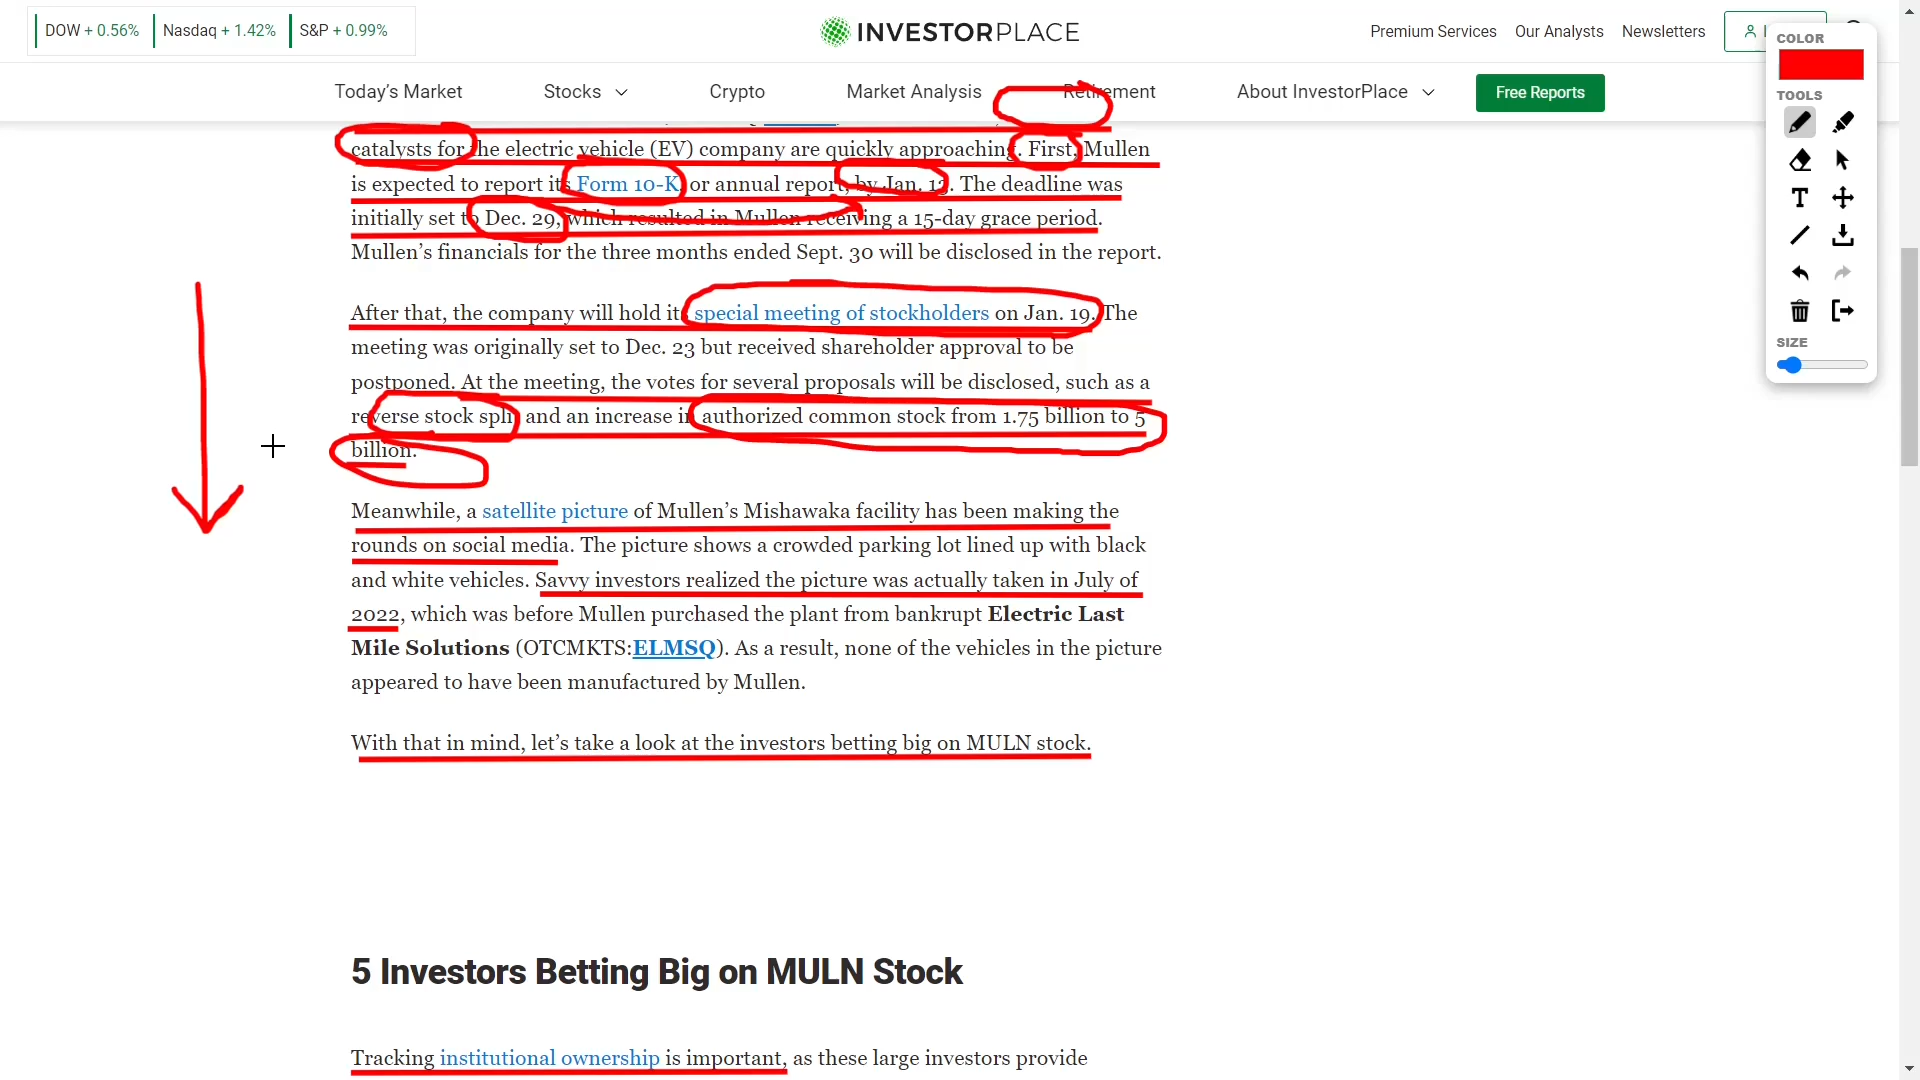 DOW + 0.56% Nasdaq + 1.42% S&P + 0.99%
INVESTORPLACE
Premium Services Our Analysts Newsletters
Today’s Market Stocks Crypto Market Analysis Retirement About InvestorPlace Free Reports
COLOR
TOOLS
T
SIZE
catalysts for the electric vehicle (EV) company are quickly approaching. First, Mullen
is expected to report its Form 10-K, or annual report, by Jan. 13. The deadline was
initially set to Dec. 29, which resulted in Mullen receiving a 15-day grace period.
Mullen’s financials for the three months ended Sept. 30 will be disclosed in the report.
After that, the company will hold its special meeting of stockholders on Jan. 19. The
meeting was originally set to Dec. 23 but received shareholder approval to be
postponed. At the meeting, the votes for several proposals will be disclosed, such as a
reverse stock split and an increase in authorized common stock from 1.75 billion to 5
billion.
Meanwhile, a satellite picture of Mullen’s Mishawaka facility has been making the
rounds on social media. The picture shows a crowded parking lot lined up with black
and white vehicles. Savvy investors realized the picture was actually taken in July of
2022, which was before Mullen purchased the plant from bankrupt Electric Last
Mile Solutions (OTCMKTS:ELMSQ). As a result, none of the vehicles in the picture
appeared to have been manufactured by Mullen.
With that in mind, let’s take a look at the investors betting big on MULN stock.
5 Investors Betting Big on MULN Stock
Tracking institutional ownership is important, as these large investors provide